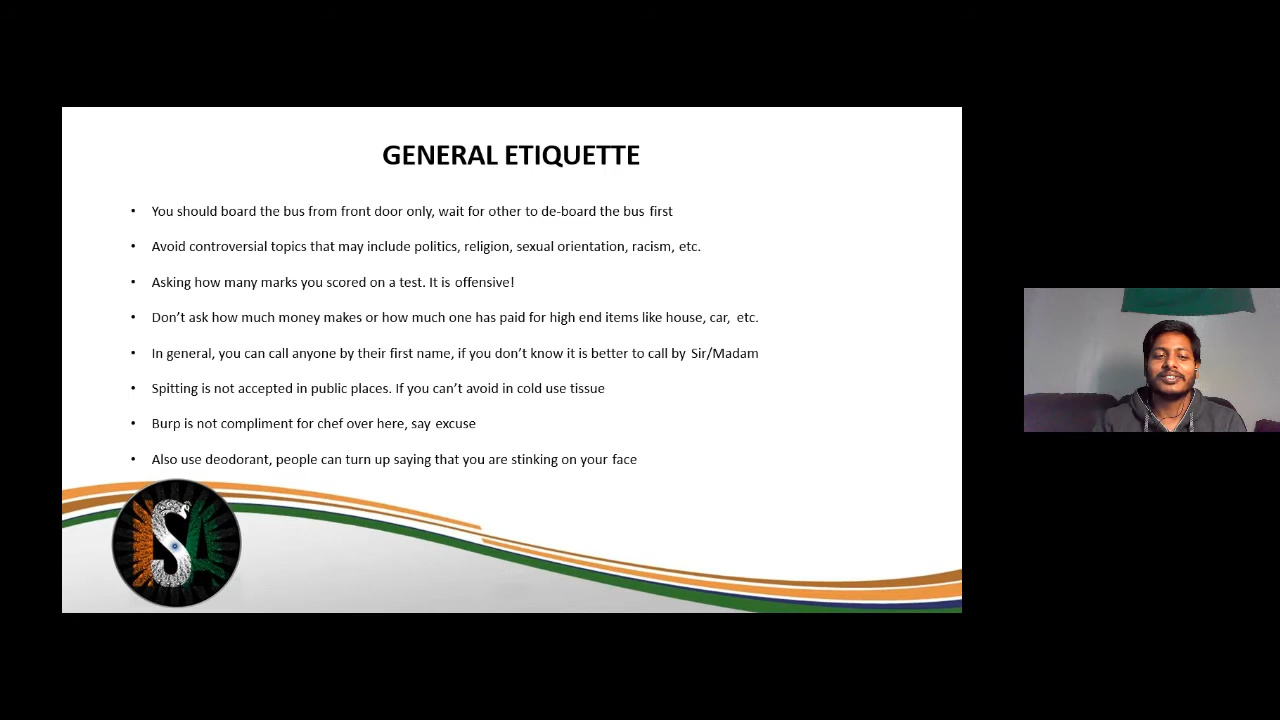 GENERAL ETIQUETTE
• You should board the bus from front door only, wait for other to de-board the bus first
• Avoid controversial topics that may include politics, religion, sexual orientation, racism, etc.
• Asking how many marks you scored on a test. It is offensive!
• Don’t ask how much money makes or how much one has paid for high end items like house, car, etc.
• In general, you can call anyone by their first name, if you don’t know it is better to call by Sir/Madam
• Spitting is not accepted in public places. If you can’t avoid in cold use tissue
• Burp is not compliment for chef over here, say excuse
• Also use deodorant, people can turn up saying that you are stinking on your face
ISA